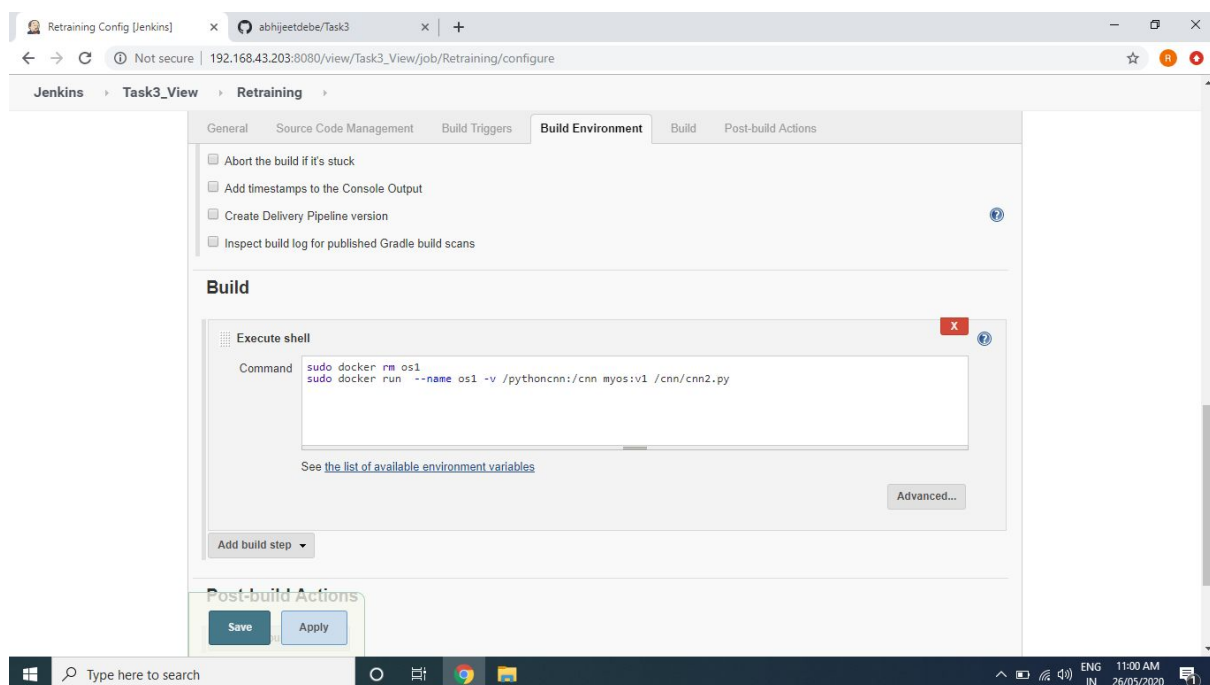 Retraining Config [Jenkins]
abhijeetdebe/Task3
Not secure | 192.168.43.203:8080/view/Task3_View/job/Retraining/configure
R
Jenkins Task3_View Retraining
General Source Code Management Build Triggers Build Environment Build Post-build Actions
Abort the build if it's stuck
Add timestamps to the Console Output
Create Delivery Pipeline version
Inspect build log for published Gradle build scans
Build
X
Execute shell
Command
sudo docker rm os1
sudo docker run --name os1 -v /pythoncnn:/cnn myos:v1 /cnn/cnn2.py
See the list of available environment variables
Advanced...
Add build step
Post-build Actions
Save Apply
Type here to search
ENG 11:00 AM
IN 26/05/2020